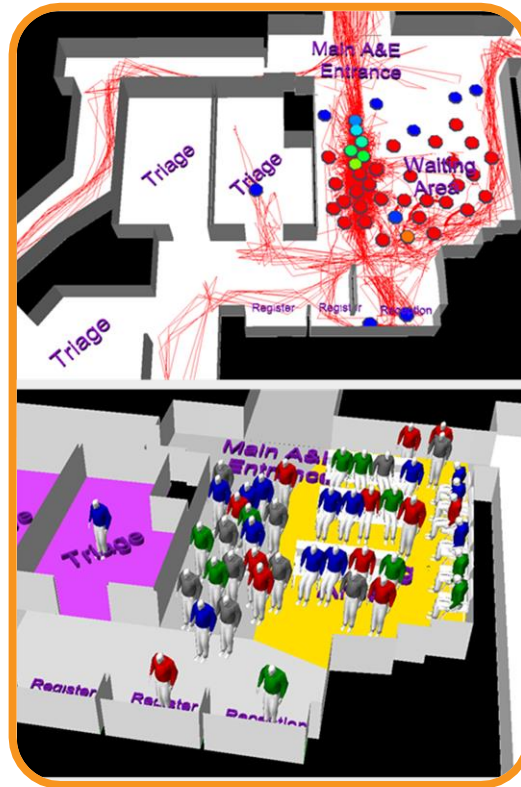 Main A&E
Entrance
Triage
Triage
Waiting
Area
Register
Register
Reception
Triage
Main A&E
Entrance
Triage
Register
Register
Reception